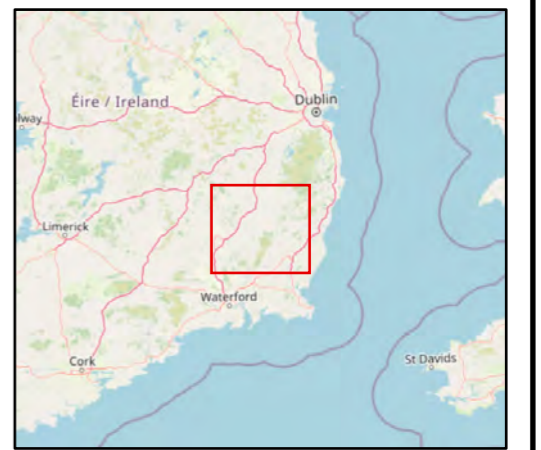 Dublin
Éire / Ireland
lway
Limerick
Waterford
Cork
St Davids